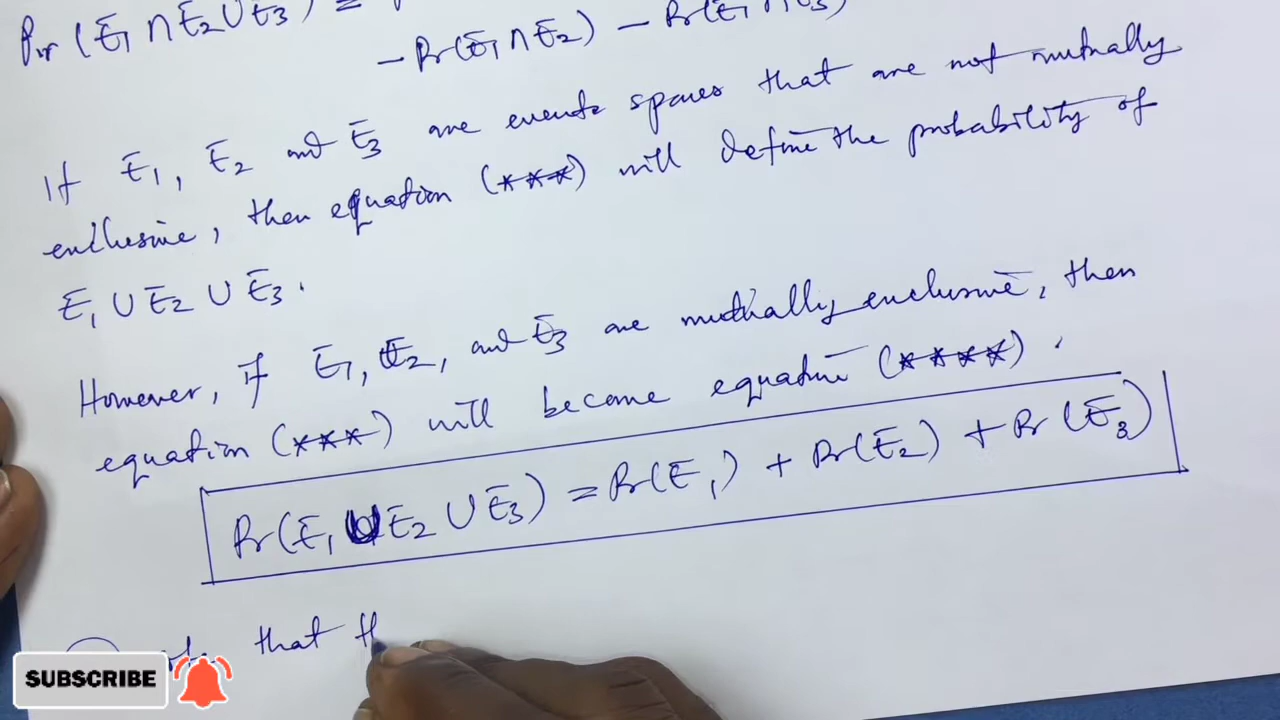 Pr(E₁ ∩ E₂ ∪ E₃) =
− Pr(E₁ ∩ E₂) − Pr(E₁ ∩ E₃)
If E₁, E₂ and E₃ are events spaces that are not mutually
exclusive, then equation (***) will define the probability of
E₁ ∪ E₂ ∪ E₃.
However, if E₁, E₂, and E₃ are mutually exclusive, then
equation (***) will become equation (****).
Pr(E₁ ∪ E₂ ∪ E₃) = Pr(E₁) + Pr(E₂) + Pr(E₃)
that
SUBSCRIBE